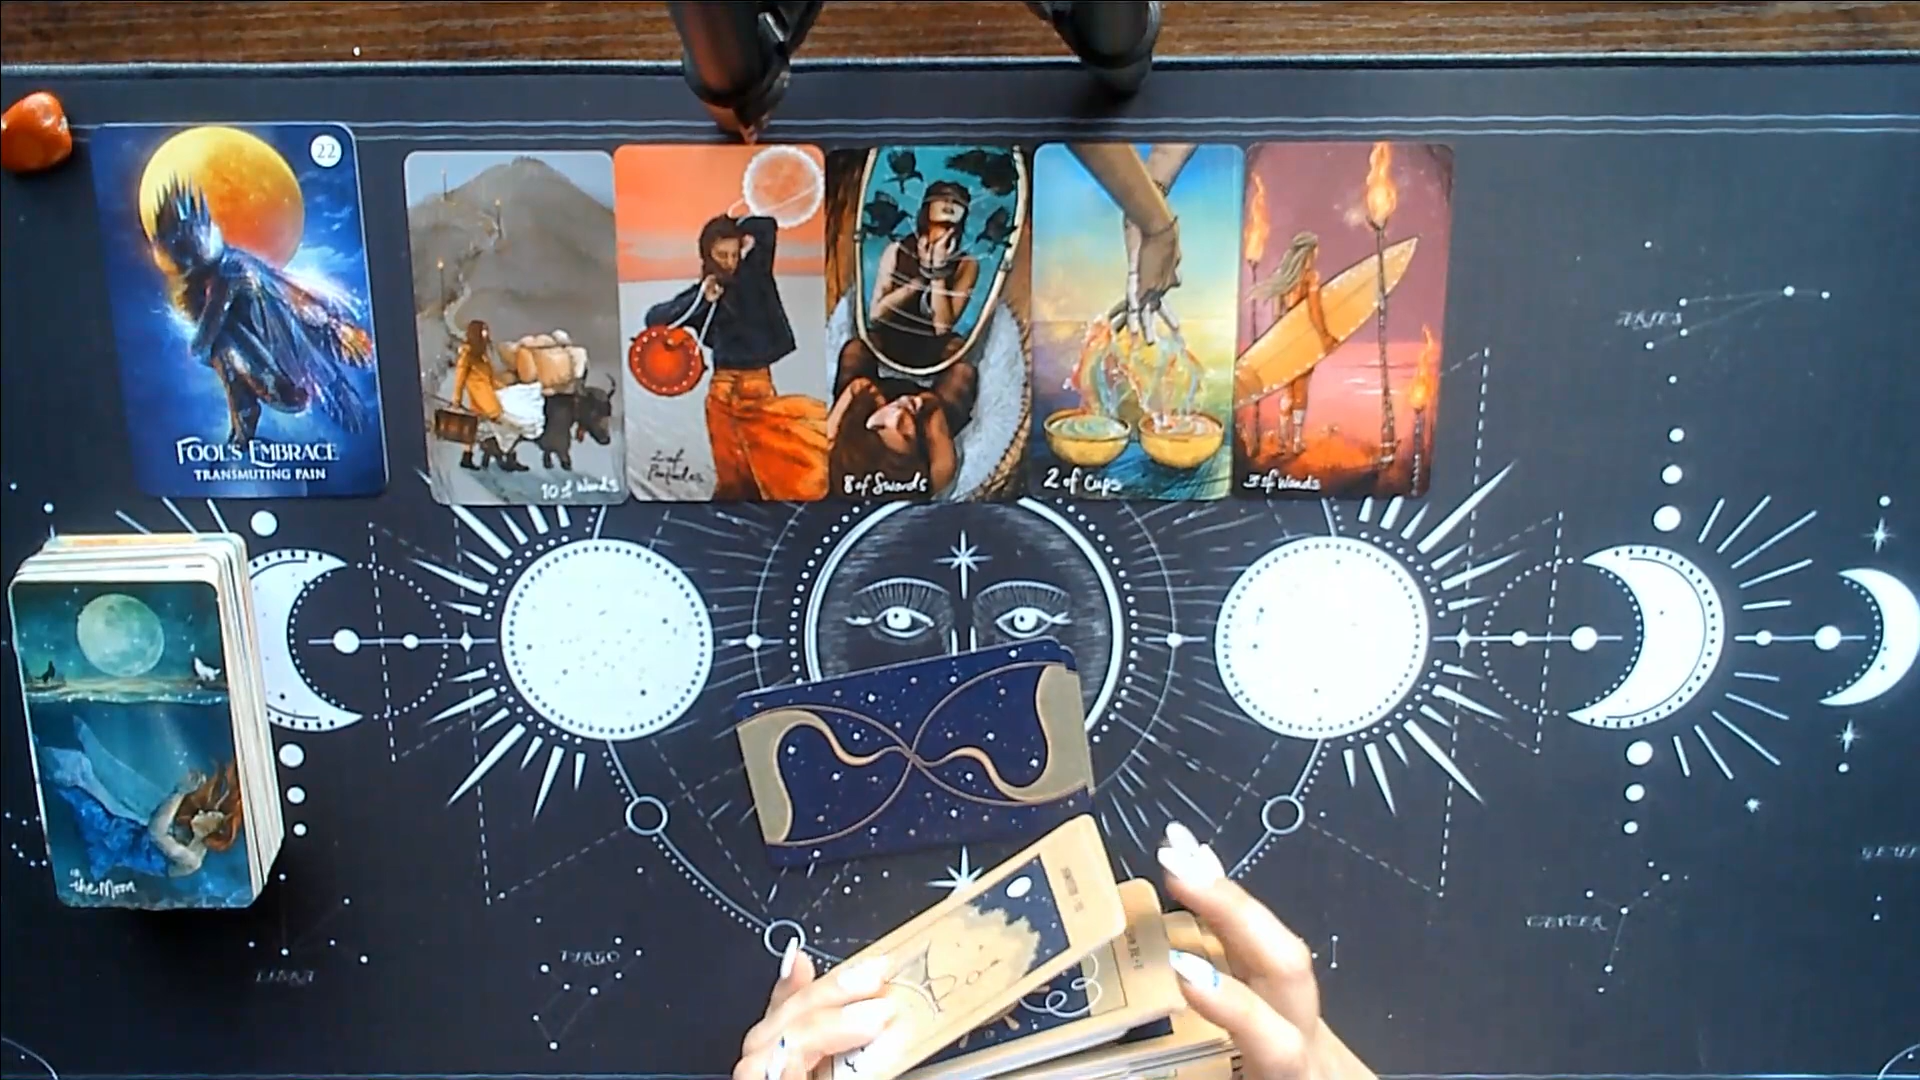 22
FOOL'S EMBRACE
TRANSMUTING PAIN
10 of Wands
2 of
Pentacles
8 of Swords
2 of Cups
3 of Wands
ARIES
the Moon
LIBRA
VIRGO
CANCER